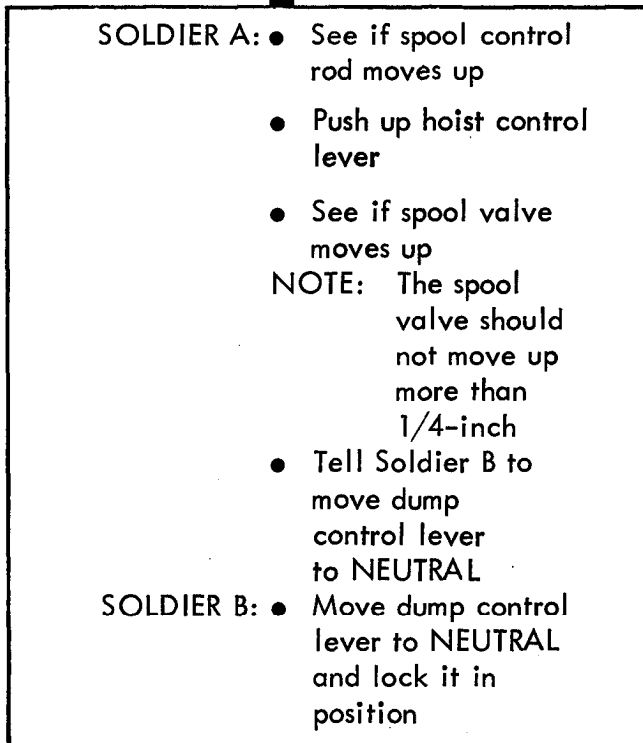 SOLDIER A: ● See if spool control
rod moves up
● Push up hoist control
lever
● See if spool valve
moves up
NOTE: The spool
valve should
not move up
more than
1/4-inch
● Tell Soldier B to
move dump
control lever
to NEUTRAL
SOLDIER B: ● Move dump control
lever to NEUTRAL
and lock it in
position